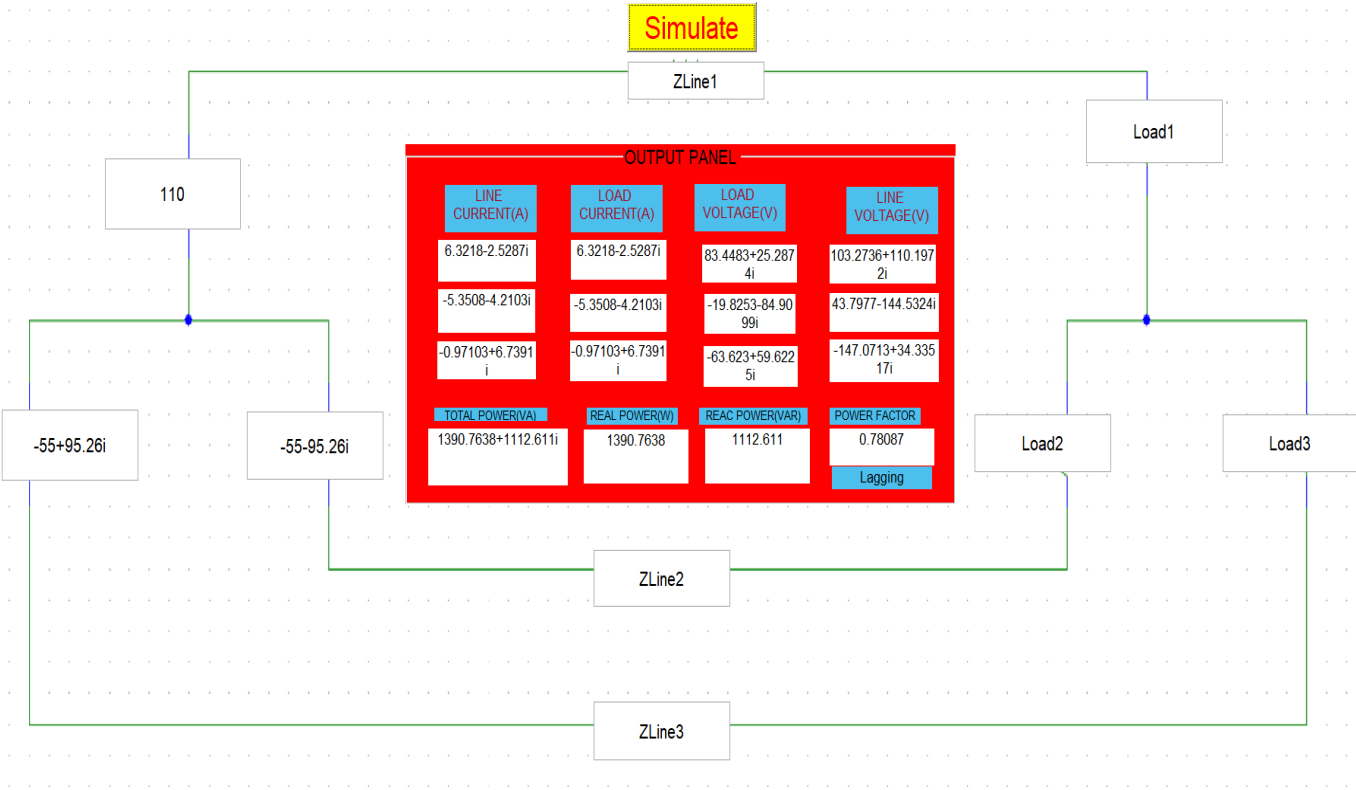 Simulate
ZLine1
Load1
110
OUTPUT PANEL
LINE
CURRENT(A)
LOAD
CURRENT(A)
LOAD
VOLTAGE(V)
LINE
VOLTAGE(V)
6.3218-2.5287i
6.3218-2.5287i
83.4483+25.287
4i
103.2736+110.197
2i
-5.3508-4.2103i
-5.3508-4.2103i
-19.8253-84.90
99i
43.7977-144.5324i
-0.97103+6.7391
i
-0.97103+6.7391
i
-63.623+59.622
5i
-147.0713+34.335
17i
TOTAL POWER(VA)
REAL POWER(W)
REAC POWER(VAR)
POWER FACTOR
1390.7638+1112.611i
1390.7638
1112.611
0.78087
Lagging
-55+95.26i
-55-95.26i
Load2
Load3
ZLine2
ZLine3